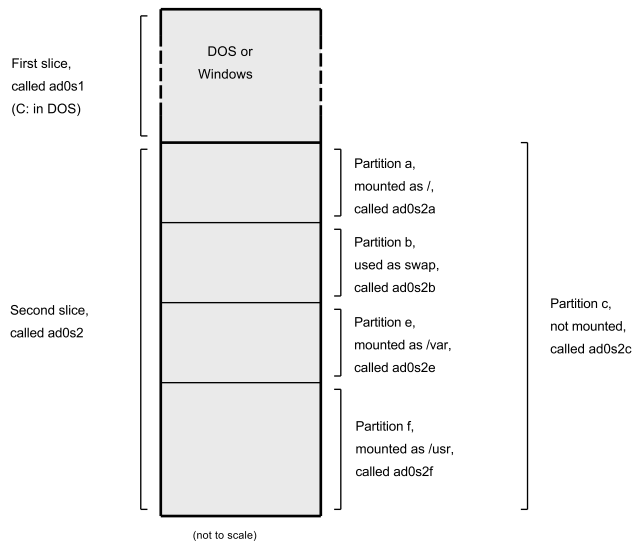 DOS or
Windows
First slice,
called ad0s1
(C: in DOS)
Partition a,
mounted as /,
called ad0s2a
Partition b,
used as swap,
called ad0s2b
Second slice,
called ad0s2
Partition e,
mounted as /var,
called ad0s2e
Partition c,
not mounted,
called ad0s2c
Partition f,
mounted as /usr,
called ad0s2f
(not to scale)